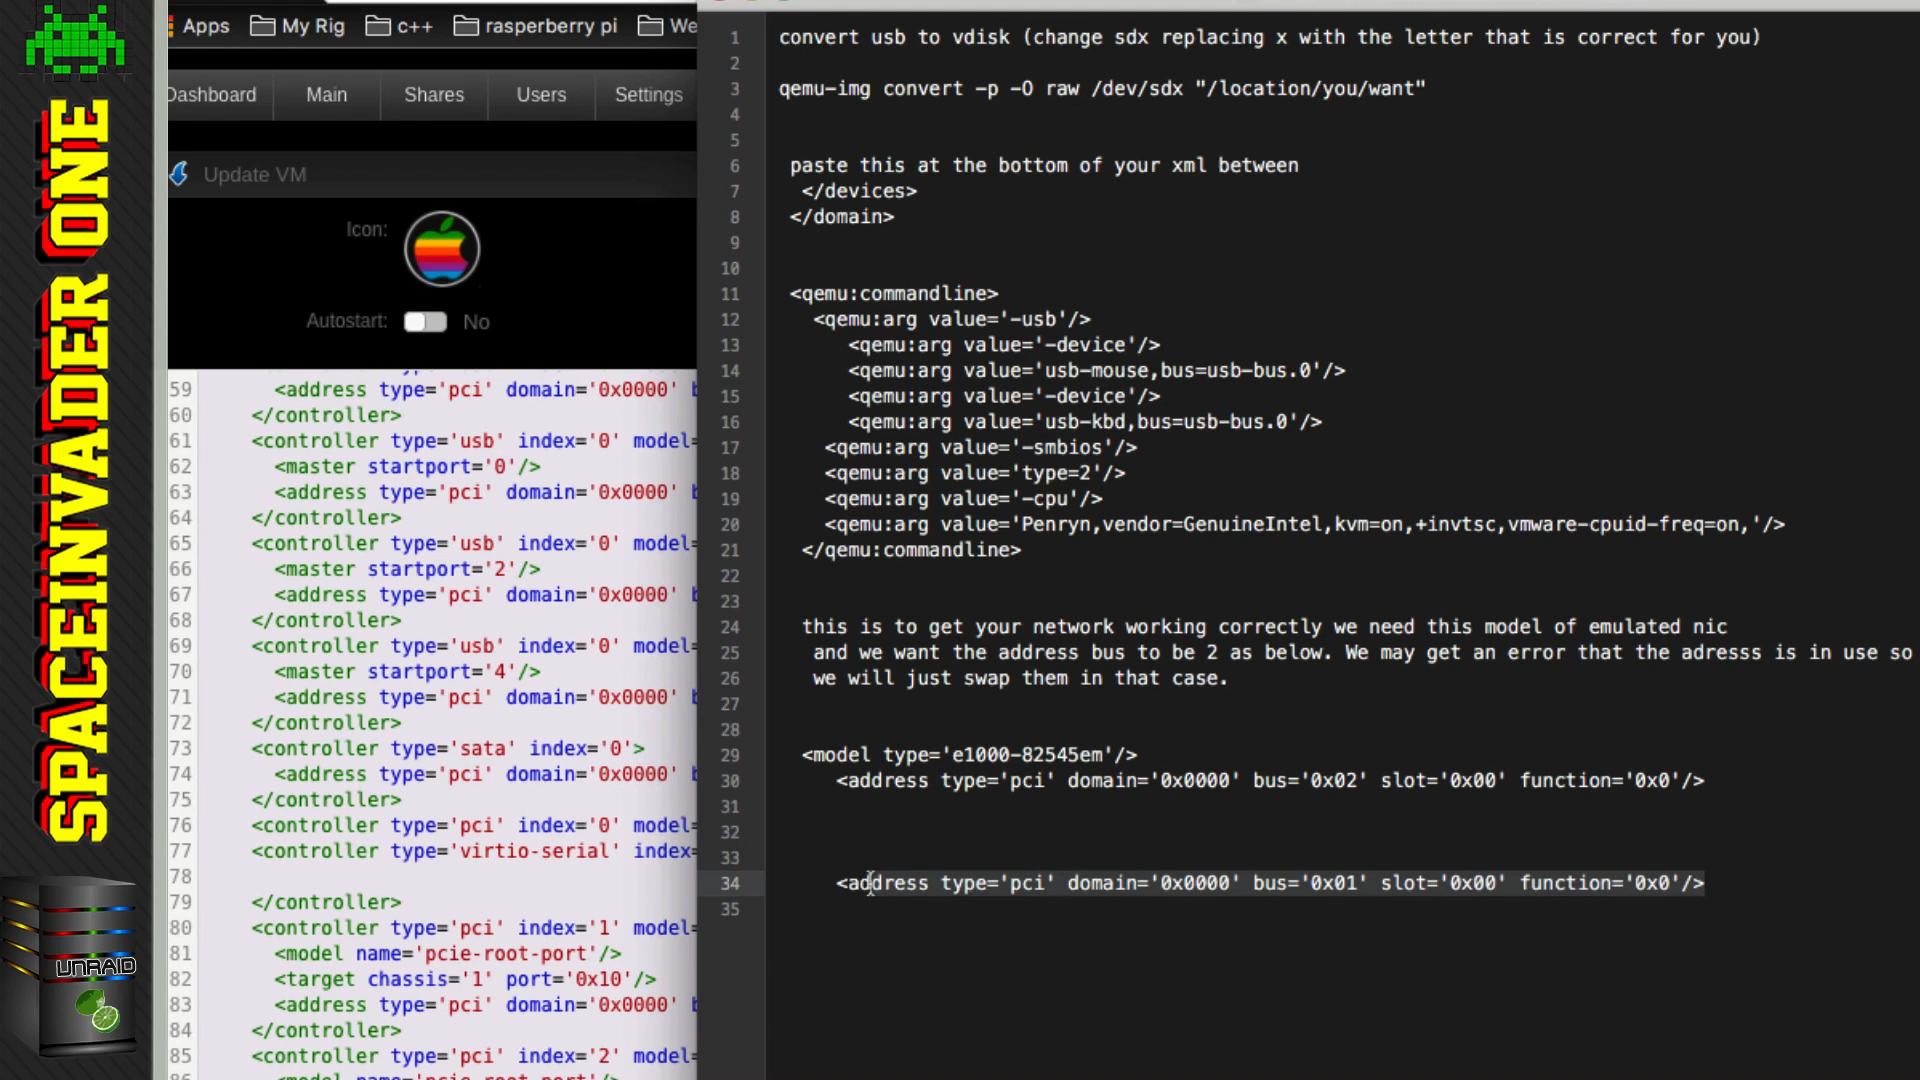 SPACEINVADER ONE
UNRAID
Apps My Rig c++ rasperberry pi We
Dashboard Main Shares Users Settings
Update VM
Icon:
Autostart: No
59 <address type='pci' domain='0x0000' b
60 </controller>
61 <controller type='usb' index='0' model=
62 <master startport='0'/>
63 <address type='pci' domain='0x0000' b
64 </controller>
65 <controller type='usb' index='0' model=
66 <master startport='2'/>
67 <address type='pci' domain='0x0000' b
68 </controller>
69 <controller type='usb' index='0' model=
70 <master startport='4'/>
71 <address type='pci' domain='0x0000' b
72 </controller>
73 <controller type='sata' index='0'>
74 <address type='pci' domain='0x0000' b
75 </controller>
76 <controller type='pci' index='0' model=
77 <controller type='virtio-serial' index=
78
79 </controller>
80 <controller type='pci' index='1' model=
81 <model name='pcie-root-port'/>
82 <target chassis='1' port='0x10'/>
83 <address type='pci' domain='0x0000' b
84 </controller>
85 <controller type='pci' index='2' model=
86 <model name='pcie-root-port'/>
1 convert usb to vdisk (change sdx replacing x with the letter that is correct for you)
2
3 qemu-img convert -p -O raw /dev/sdx "/location/you/want"
4
5
6 paste this at the bottom of your xml between
7 </devices>
8 </domain>
9
10
11 <qemu:commandline>
12 <qemu:arg value='-usb'/>
13 <qemu:arg value='-device'/>
14 <qemu:arg value='usb-mouse,bus=usb-bus.0'/>
15 <qemu:arg value='-device'/>
16 <qemu:arg value='usb-kbd,bus=usb-bus.0'/>
17 <qemu:arg value='-smbios'/>
18 <qemu:arg value='type=2'/>
19 <qemu:arg value='-cpu'/>
20 <qemu:arg value='Penryn,vendor=GenuineIntel,kvm=on,+invtsc,vmware-cpuid-freq=on,'/>
21 </qemu:commandline>
22
23
24 this is to get your network working correctly we need this model of emulated nic
25 and we want the address bus to be 2 as below. We may get an error that the adresss is in use so
26 we will just swap them in that case.
27
28
29 <model type='e1000-82545em'/>
30 <address type='pci' domain='0x0000' bus='0x02' slot='0x00' function='0x0'/>
31
32
33
34 <address type='pci' domain='0x0000' bus='0x01' slot='0x00' function='0x0'/>
35